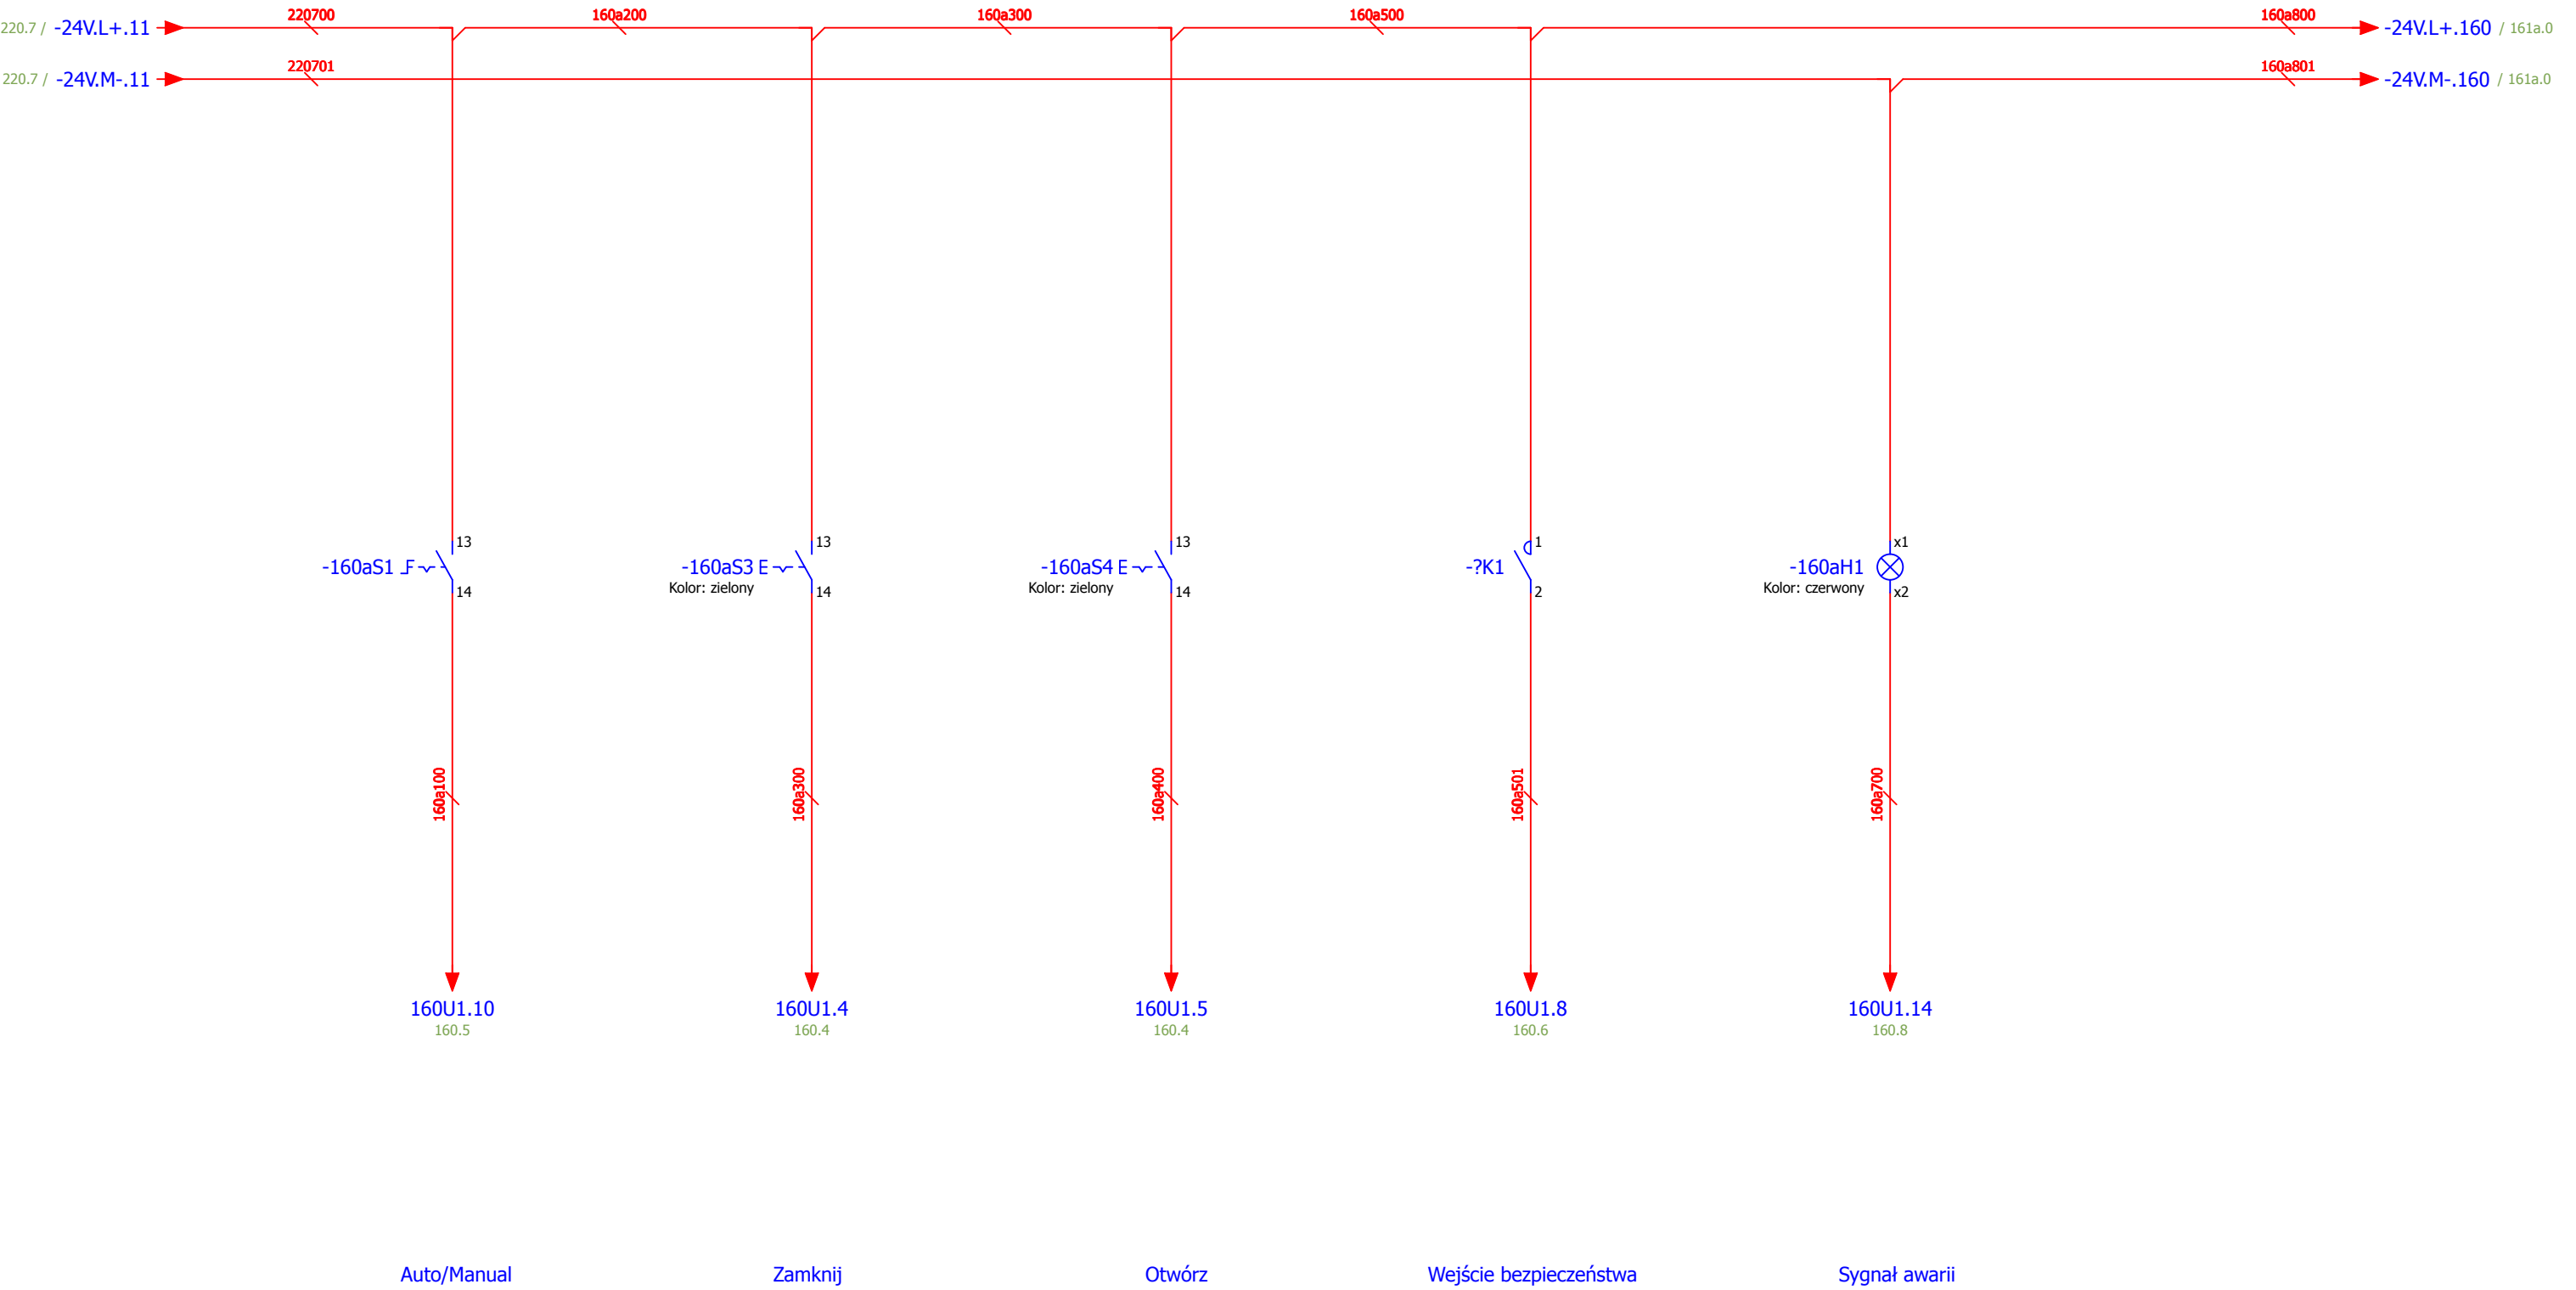 220700 160a200 160a300 160a500 160a800
220.7 / -24V.L+.11 -24V.L+.160 / 161a.0
220701 160a801
220.7 / -24V.M-.11 -24V.M-.160 / 161a.0
13 13 13 1 x1
-160aS1 -160aS3 -160aS4 -?K1 -160aH1
Kolor: zielony Kolor: zielony Kolor: czerwony
14 14 14 2 x2
160a100 160a300 160a400 160a501 160a700
160U1.10 160U1.4 160U1.5 160U1.8 160U1.14
160.5 160.4 160.4 160.6 160.8
Auto/Manual Zamknij Otwórz Wejście bezpieczeństwa Sygnał awarii